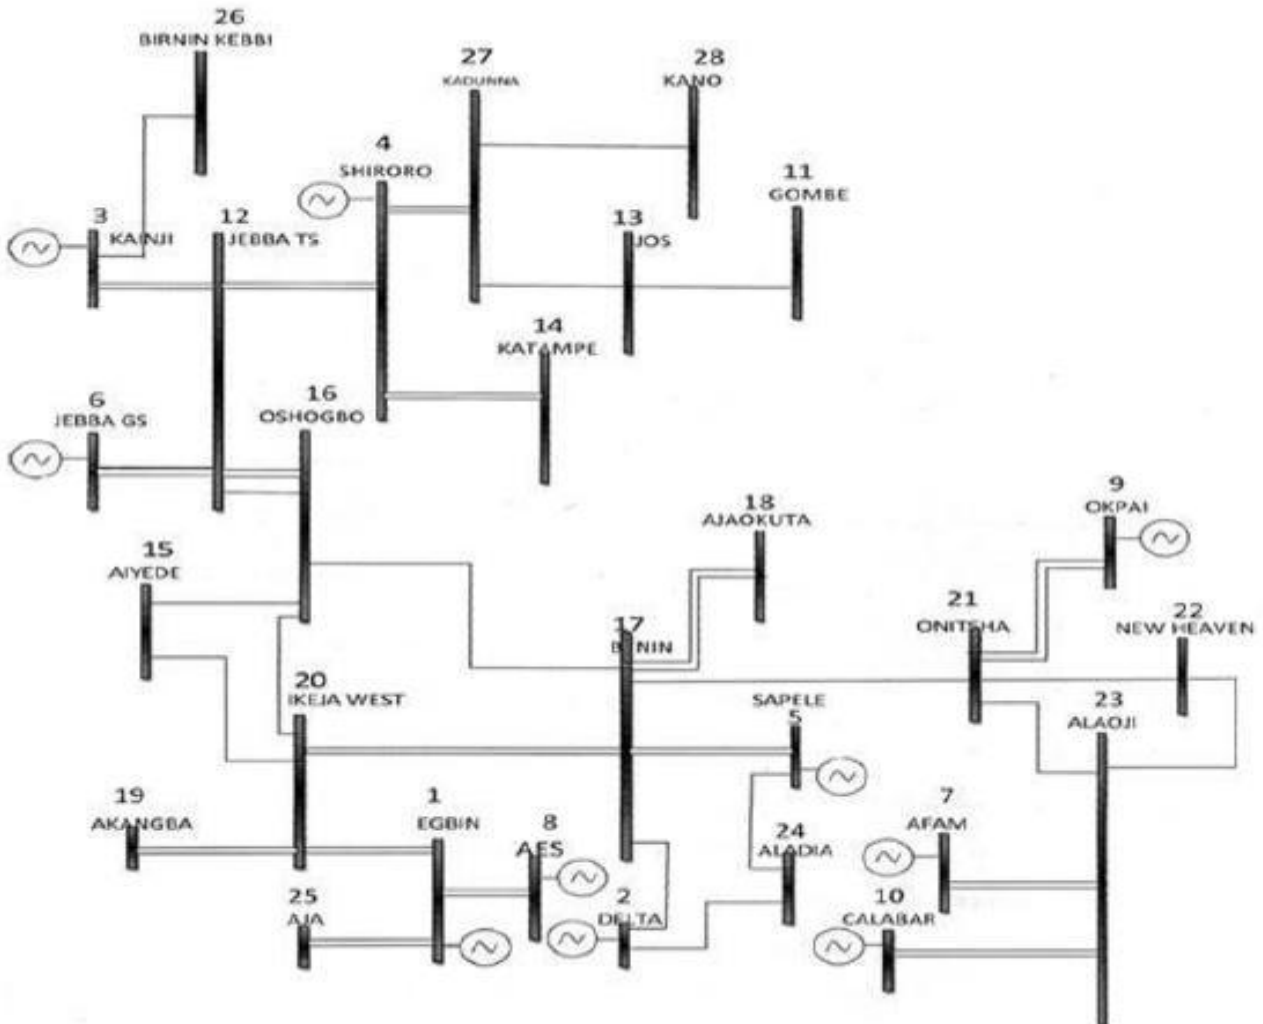 26
BIRNIN KEBBI
27
KADUNNA
28
KANO
4
SHIRORO
11
GOMBE
3
KAINJI
12
JEBBA TS
13
JOS
14
KATAMPE
6
JEBBA GS
16
OSHOGBO
18
AJAOKUTA
9
OKPAI
15
AIYEDE
21
ONITSHA
22
NEW HEAVEN
17
BENIN
20
IKEJA WEST
SAPELE
5
23
ALAOJI
19
AKANGBA
1
EGBIN
8
AES
24
ALADIA
7
AFAM
25
AJA
2
DELTA
10
CALABAR